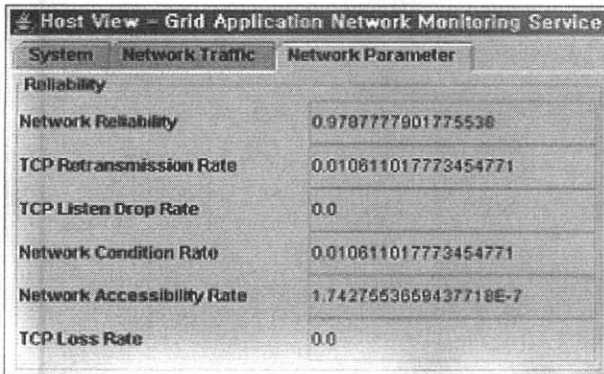 Host View - Grid Application Network Monitoring Service
System Network Traffic Network Parameter
Reliability
Network Reliability 0.9787777901775538
TCP Retransmission Rate 0.010611017773454771
TCP Listen Drop Rate 0.0
Network Condition Rate 0.010611017773454771
Network Accessibility Rate 1.7427553659437718E-7
TCP Loss Rate 0.0